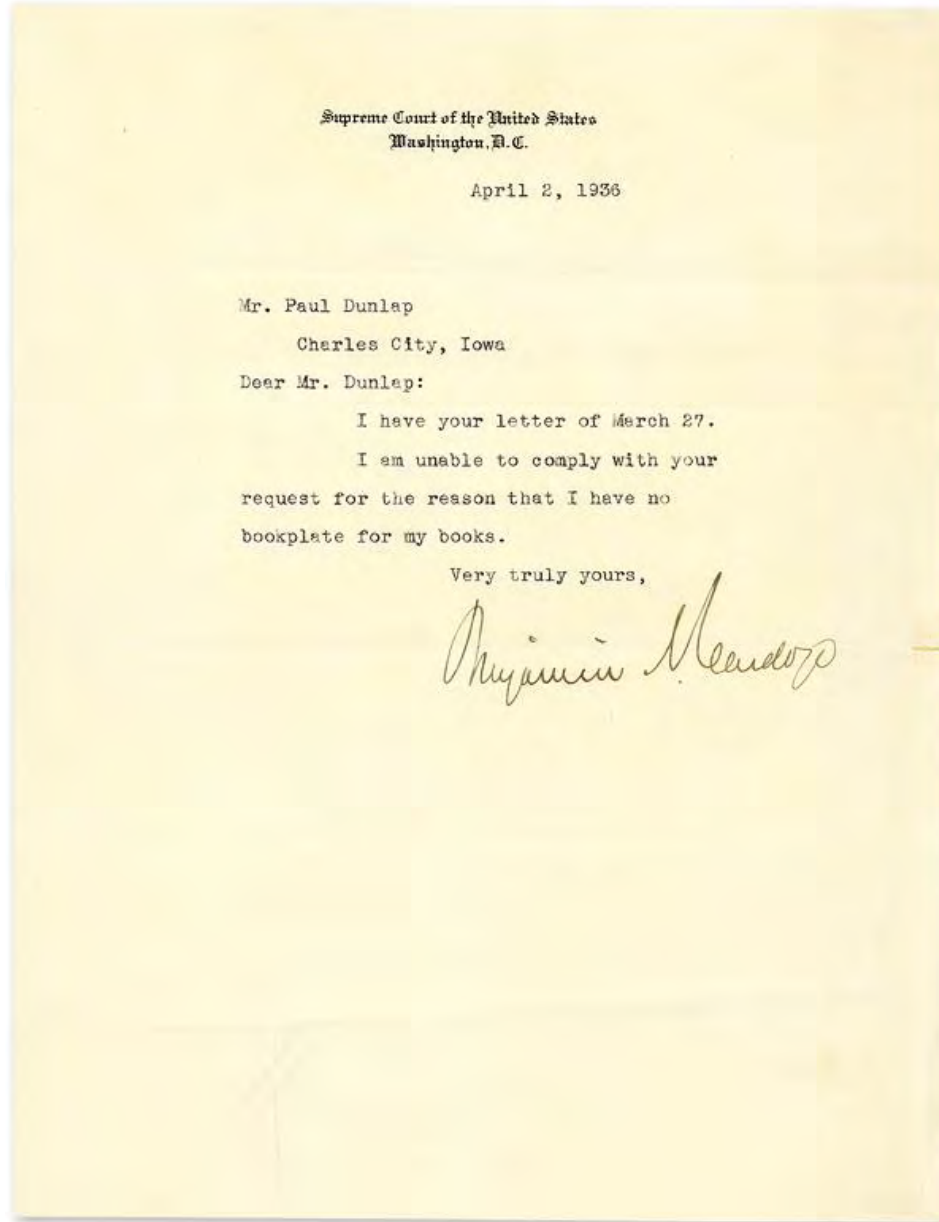 Supreme Court of the United States
Washington, D.C.
April 2, 1936
Mr. Paul Dunlap
Charles City, Iowa
Dear Mr. Dunlap:
I have your letter of March 27.
I am unable to comply with your
request for the reason that I have no
bookplate for my books.
Very truly yours,
Benjamin N. Cardozo